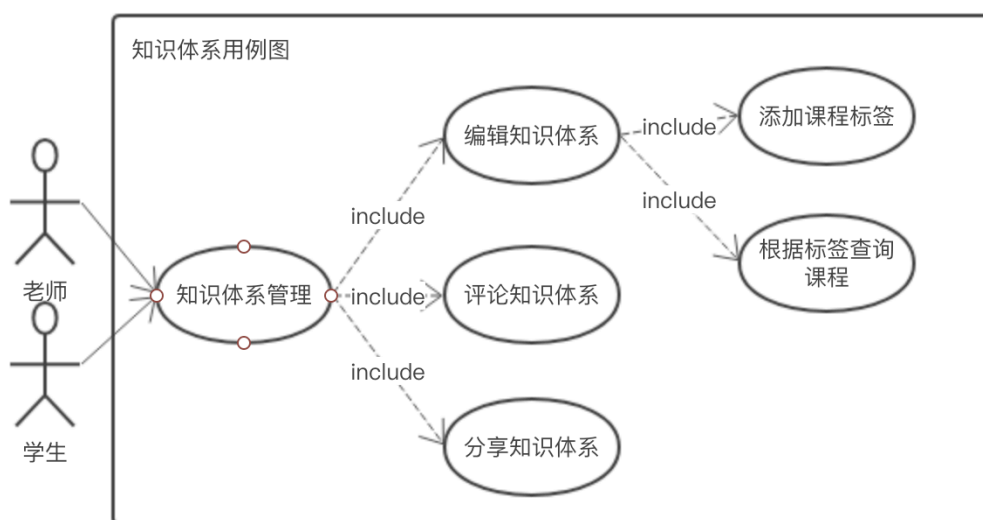 知识体系用例图
添加课程标签
编辑知识体系
include
include
include
根据标签查询
课程
老师
知识体系管理
include
评论知识体系
include
分享知识体系
学生